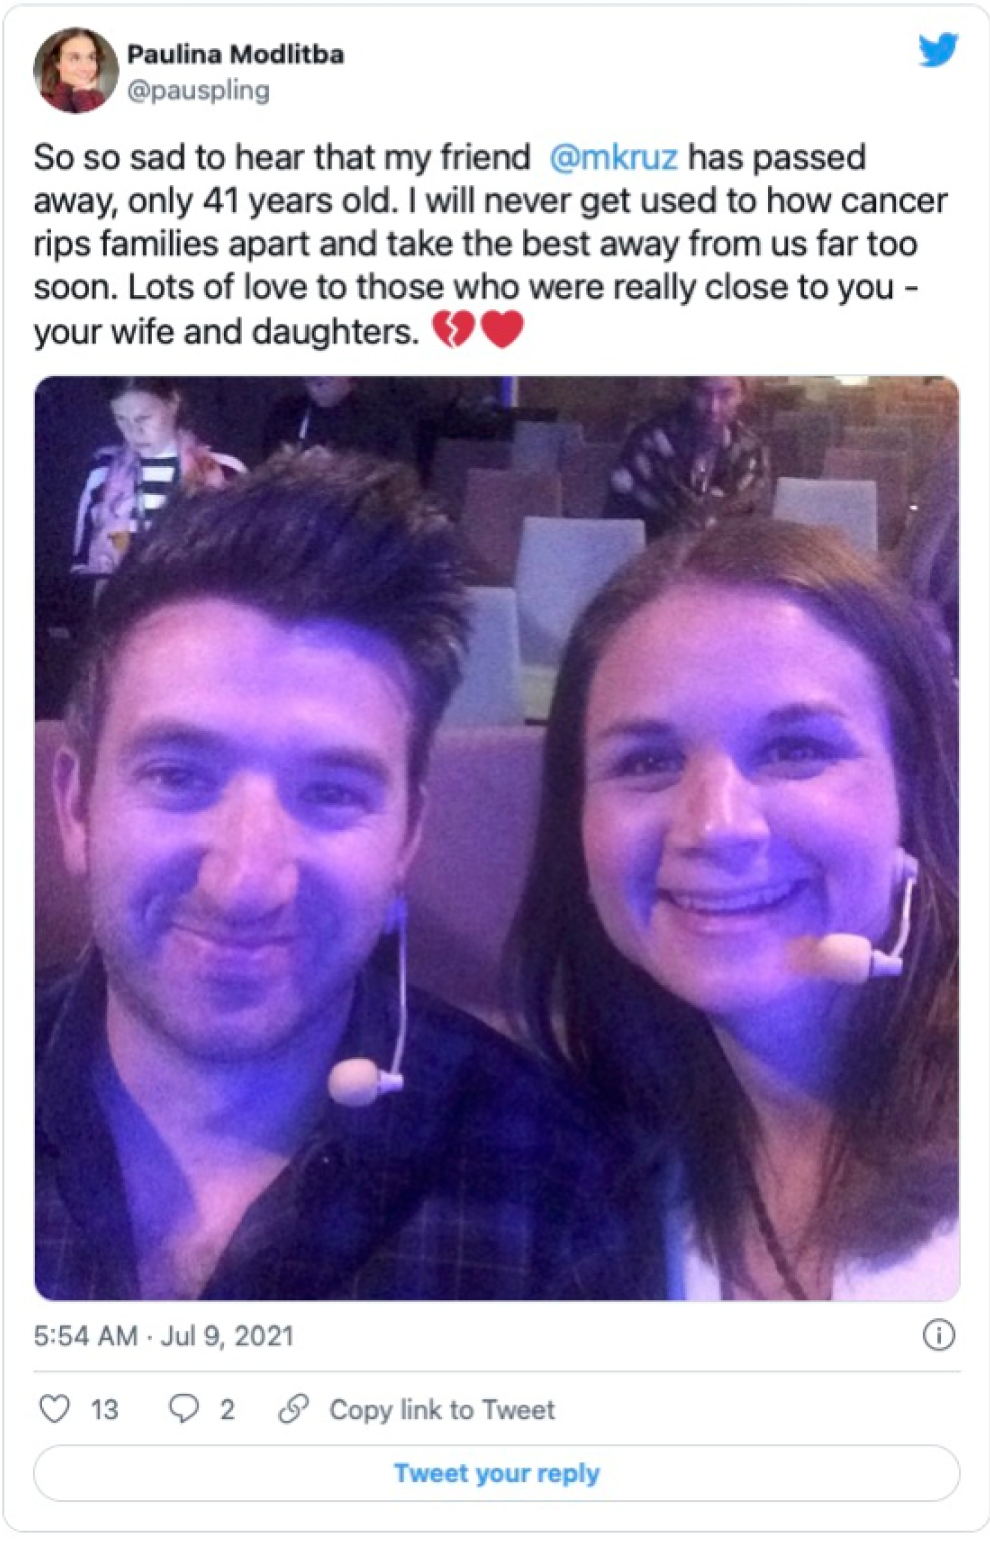 Paulina Modlitba
@pauspling
So so sad to hear that my friend @mkruz has passed
away, only 41 years old. I will never get used to how cancer
rips families apart and take the best away from us far too
soon. Lots of love to those who were really close to you -
your wife and daughters. 💔❤️
5:54 AM · Jul 9, 2021
13 2 Copy link to Tweet
Tweet your reply